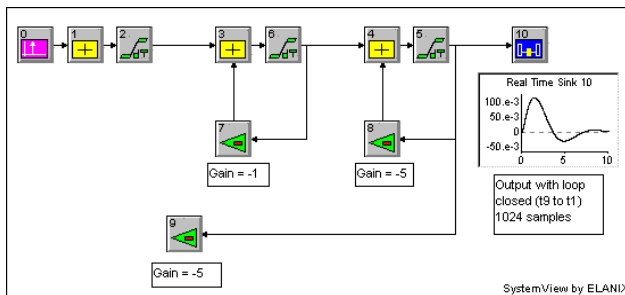 0
1
2
3
6
4
5
10
T
T
T
T
Real Time Sink 10
100.e-3
50.e-3
0
-50.e-3
0
5
10
7
8
Gain = -1
Gain = -5
Output with loop
closed (t9 to t1)
1024 samples
9
Gain = -5
SystemView by ELANIX